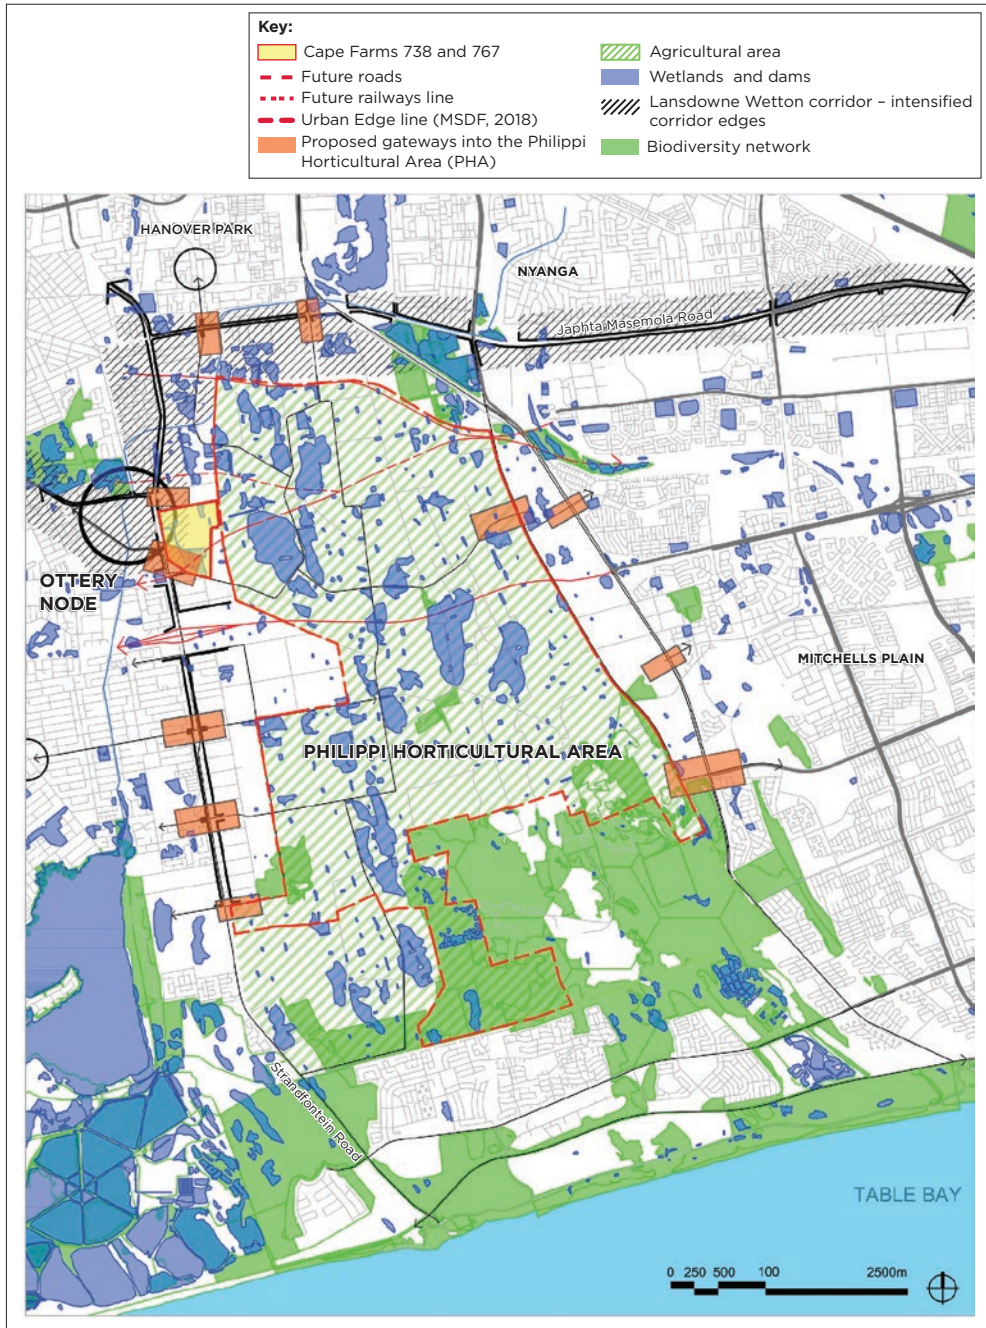 Key:
Cape Farms 738 and 767
Future roads
Future railways line
Urban Edge line (MSDF, 2018)
Proposed gateways into the Philippi
Horticultural Area (PHA)
Agricultural area
Wetlands and dams
Lansdowne Wetton corridor – intensified
corridor edges
Biodiversity network
HANOVER PARK
NYANGA
Japhta Masemola Road
OTTERY
NODE
MITCHELLS PLAIN
PHILIPPI HORTICULTURAL AREA
Strandfontein Road
TABLE BAY
0 250 500 100 2500m